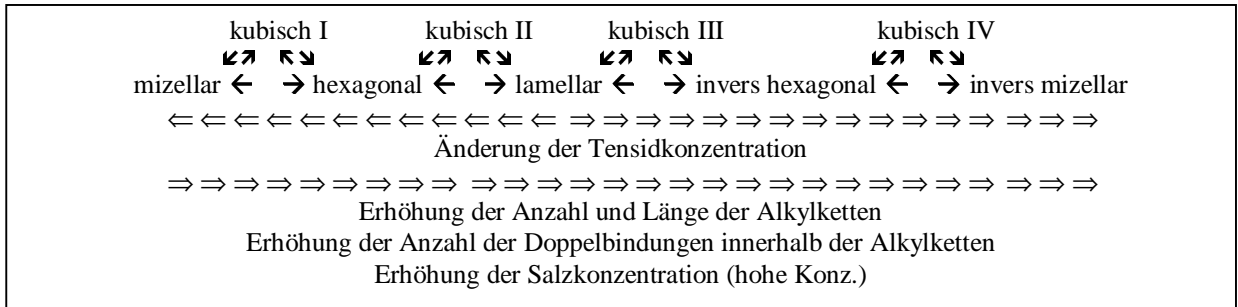 kubisch I kubisch II kubisch III kubisch IV
↙↗ ↖↘ ↙↗ ↖↘ ↙↗ ↖↘ ↙↗ ↖↘
mizellar ← → hexagonal ← → lamellar ← → invers hexagonal ← → invers mizellar
⇐ ⇐ ⇐ ⇐ ⇐ ⇐ ⇐ ⇐ ⇐ ⇐ ⇐ ⇐ ⇒ ⇒ ⇒ ⇒ ⇒ ⇒ ⇒ ⇒ ⇒ ⇒ ⇒ ⇒ ⇒ ⇒ ⇒ ⇒
Änderung der Tensidkonzentration
⇒ ⇒ ⇒ ⇒ ⇒ ⇒ ⇒ ⇒ ⇒ ⇒ ⇒ ⇒ ⇒ ⇒ ⇒ ⇒ ⇒ ⇒ ⇒ ⇒ ⇒ ⇒ ⇒ ⇒ ⇒ ⇒ ⇒ ⇒
Erhöhung der Anzahl und Länge der Alkylketten
Erhöhung der Anzahl der Doppelbindungen innerhalb der Alkylketten
Erhöhung der Salzkonzentration (hohe Konz.)